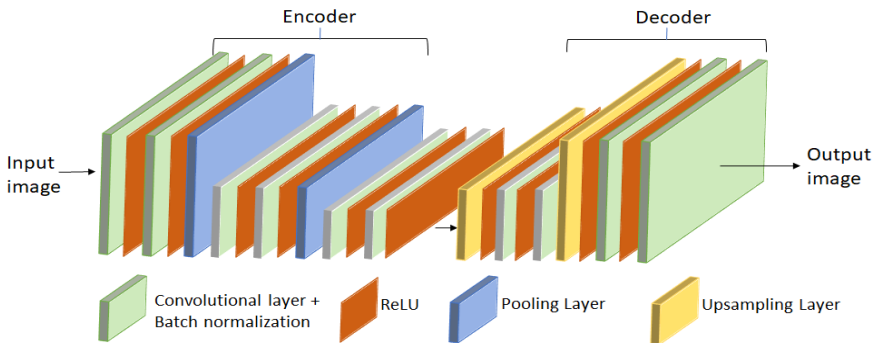 Encoder
Decoder
Input
image
Output
image
Convolutional layer +
Batch normalization
ReLU
Pooling Layer
Upsampling Layer